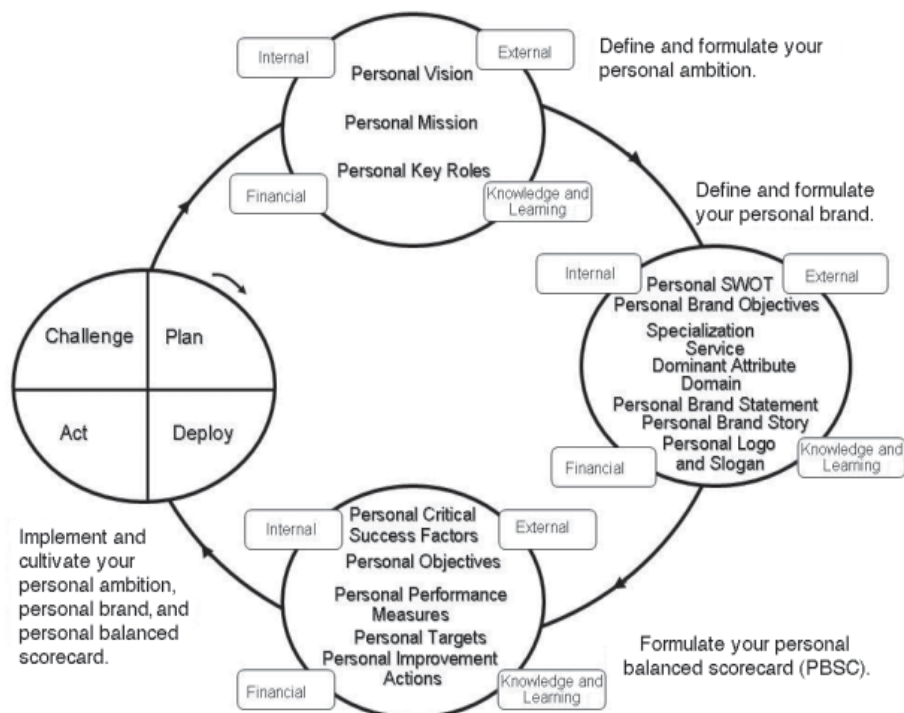 Internal
External
Personal Vision
Personal Mission
Personal Key Roles
Financial
Knowledge and
Learning
Define and formulate your
personal ambition.
Define and formulate
your personal brand.
Internal
External
Personal SWOT
Personal Brand Objectives
Specialization
Service
Dominant Attribute
Domain
Personal Brand Statement
Personal Brand Story
Personal Logo
and Slogan
Financial
Knowledge and
Learning
Challenge
Plan
Act
Deploy
Internal
External
Personal Critical
Success Factors
Personal Objectives
Personal Performance
Measures
Personal Targets
Personal Improvement
Actions
Financial
Knowledge and
Learning
Formulate your personal
balanced scorecard (PBSC).
Implement and
cultivate your
personal ambition,
personal brand, and
personal balanced
scorecard.